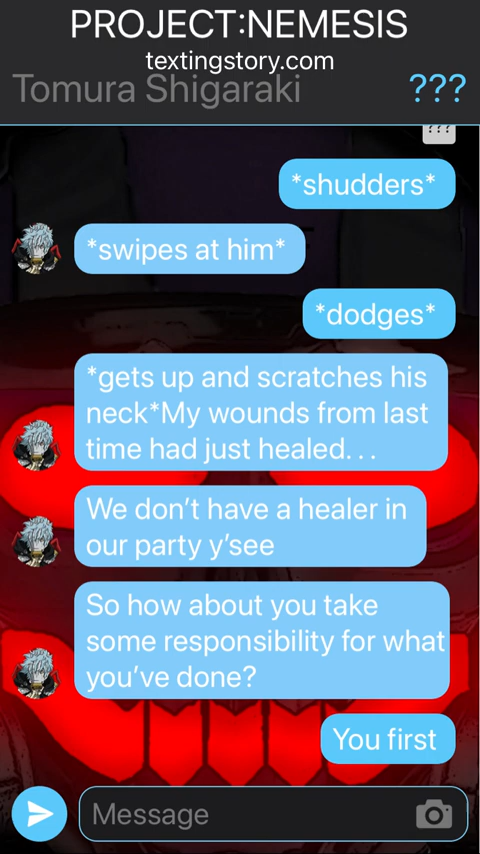 PROJECT:NEMESIS
textingstory.com
Tomura Shigaraki
???
???
*shudders*
*swipes at him*
*dodges*
*gets up and scratches his
neck*My wounds from last
time had just healed...
We don't have a healer in
our party y'see
So how about you take
some responsibility for what
you've done?
You first
Message